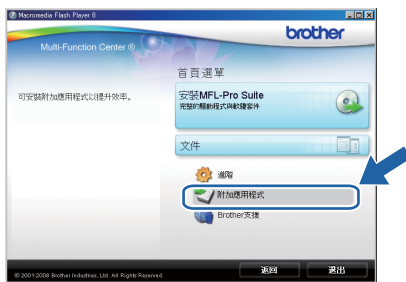 Macromedia Flash Player 8
brother
Multi-Function Center ®
首頁選單
可安裝附加應用程式以提升效率。
安裝MFL-Pro Suite
完整的驅動程式與軟體套件
文件
進階
附加應用程式
Brother支援
© 2001-2008 Brother Industries, Ltd. All Rights Reserved.
返回
退出